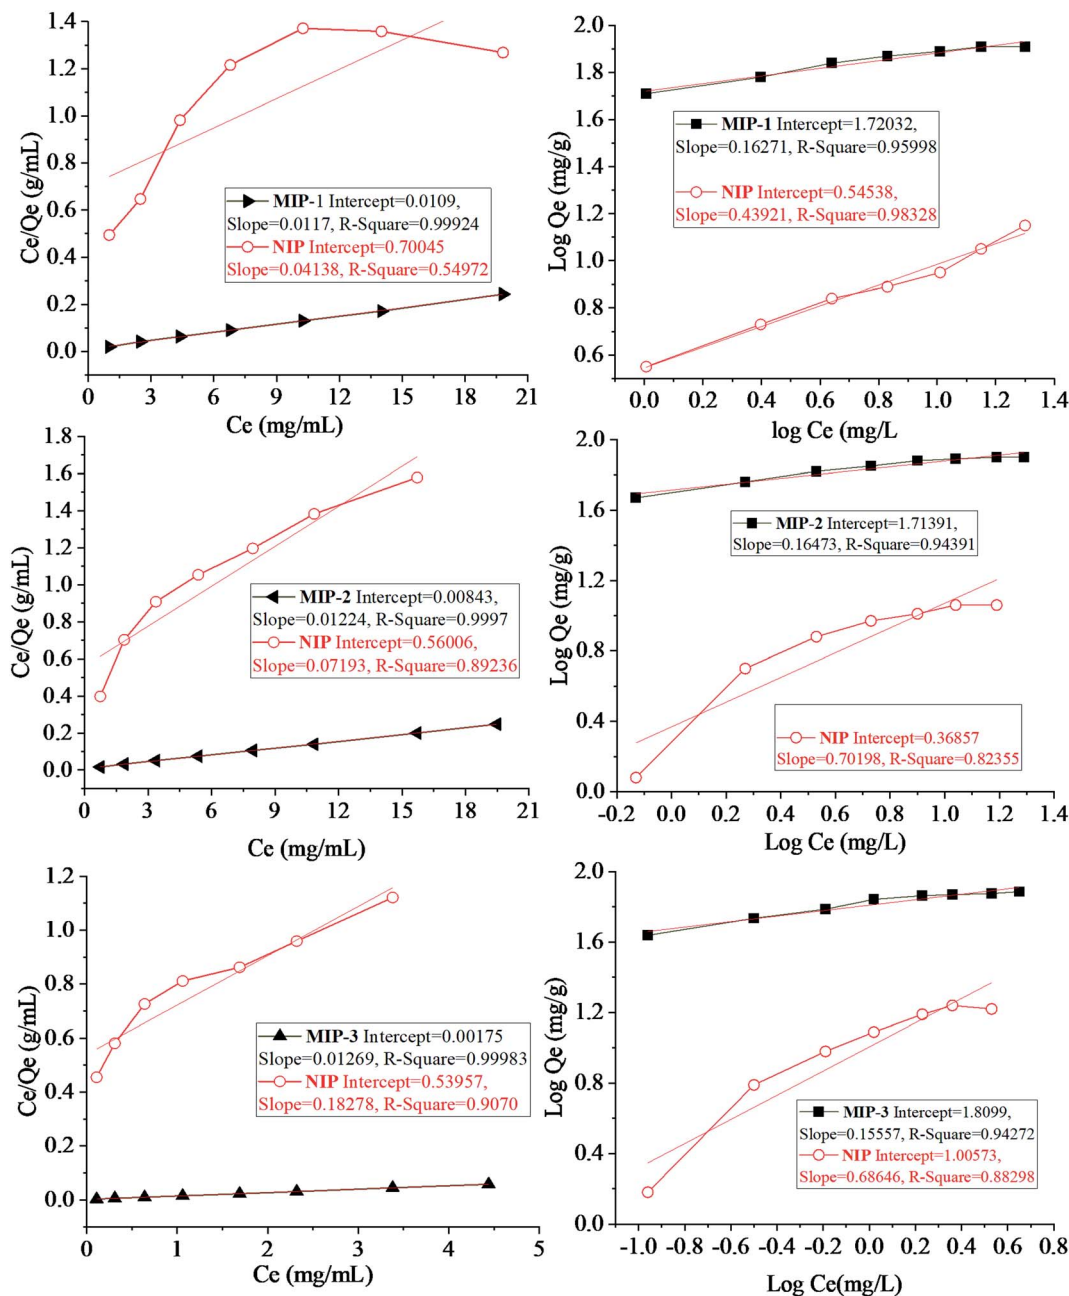 1.4
1.2
1.0
0.8
0.6
0.4
0.2
0.0
Ce/Qe (g/mL)
MIP-1 Intercept=0.0109,
Slope=0.0117, R-Square=0.99924
NIP Intercept=0.70045
Slope=0.04138, R-Square=0.54972
0 3 6 9 12 15 18 21
Ce (mg/mL)
2.0
1.8
1.6
1.4
1.2
1.0
0.8
0.6
Log Qe (mg/g)
MIP-1 Intercept=1.72032,
Slope=0.16271, R-Square=0.95998
NIP Intercept=0.54538,
Slope=0.43921, R-Square=0.98328
0.0 0.2 0.4 0.6 0.8 1.0 1.2 1.4
log Ce (mg/L
1.8
1.6
1.4
1.2
1.0
0.8
0.6
0.4
0.2
0.0
Ce/Qe (g/mL)
MIP-2 Intercept=0.00843,
Slope=0.01224, R-Square=0.9997
NIP Intercept=0.56006,
Slope=0.07193, R-Square=0.89236
0 3 6 9 12 15 18 21
Ce (mg/mL)
2.0
1.6
1.2
0.8
0.4
0.0
Log Qe (mg/g)
MIP-2 Intercept=1.71391,
Slope=0.16473, R-Square=0.94391
NIP Intercept=0.36857
Slope=0.70198, R-Square=0.82355
-0.2 0.0 0.2 0.4 0.6 0.8 1.0 1.2 1.4
Log Ce (mg/L)
1.2
1.0
0.8
0.6
0.4
0.2
0.0
Ce/Qe (g/mL)
MIP-3 Intercept=0.00175
Slope=0.01269, R-Square=0.99983
NIP Intercept=0.53957,
Slope=0.18278, R-Square=0.9070
0 1 2 3 4 5
Ce (mg/mL)
2.0
1.6
1.2
0.8
0.4
0.0
Log Qe (mg/g)
MIP-3 Intercept=1.8099,
Slope=0.15557, R-Square=0.94272
NIP Intercept=1.00573,
Slope=0.68646, R-Square=0.88298
-1.0 -0.8 -0.6 -0.4 -0.2 0.0 0.2 0.4 0.6 0.8
Log Ce(mg/L)